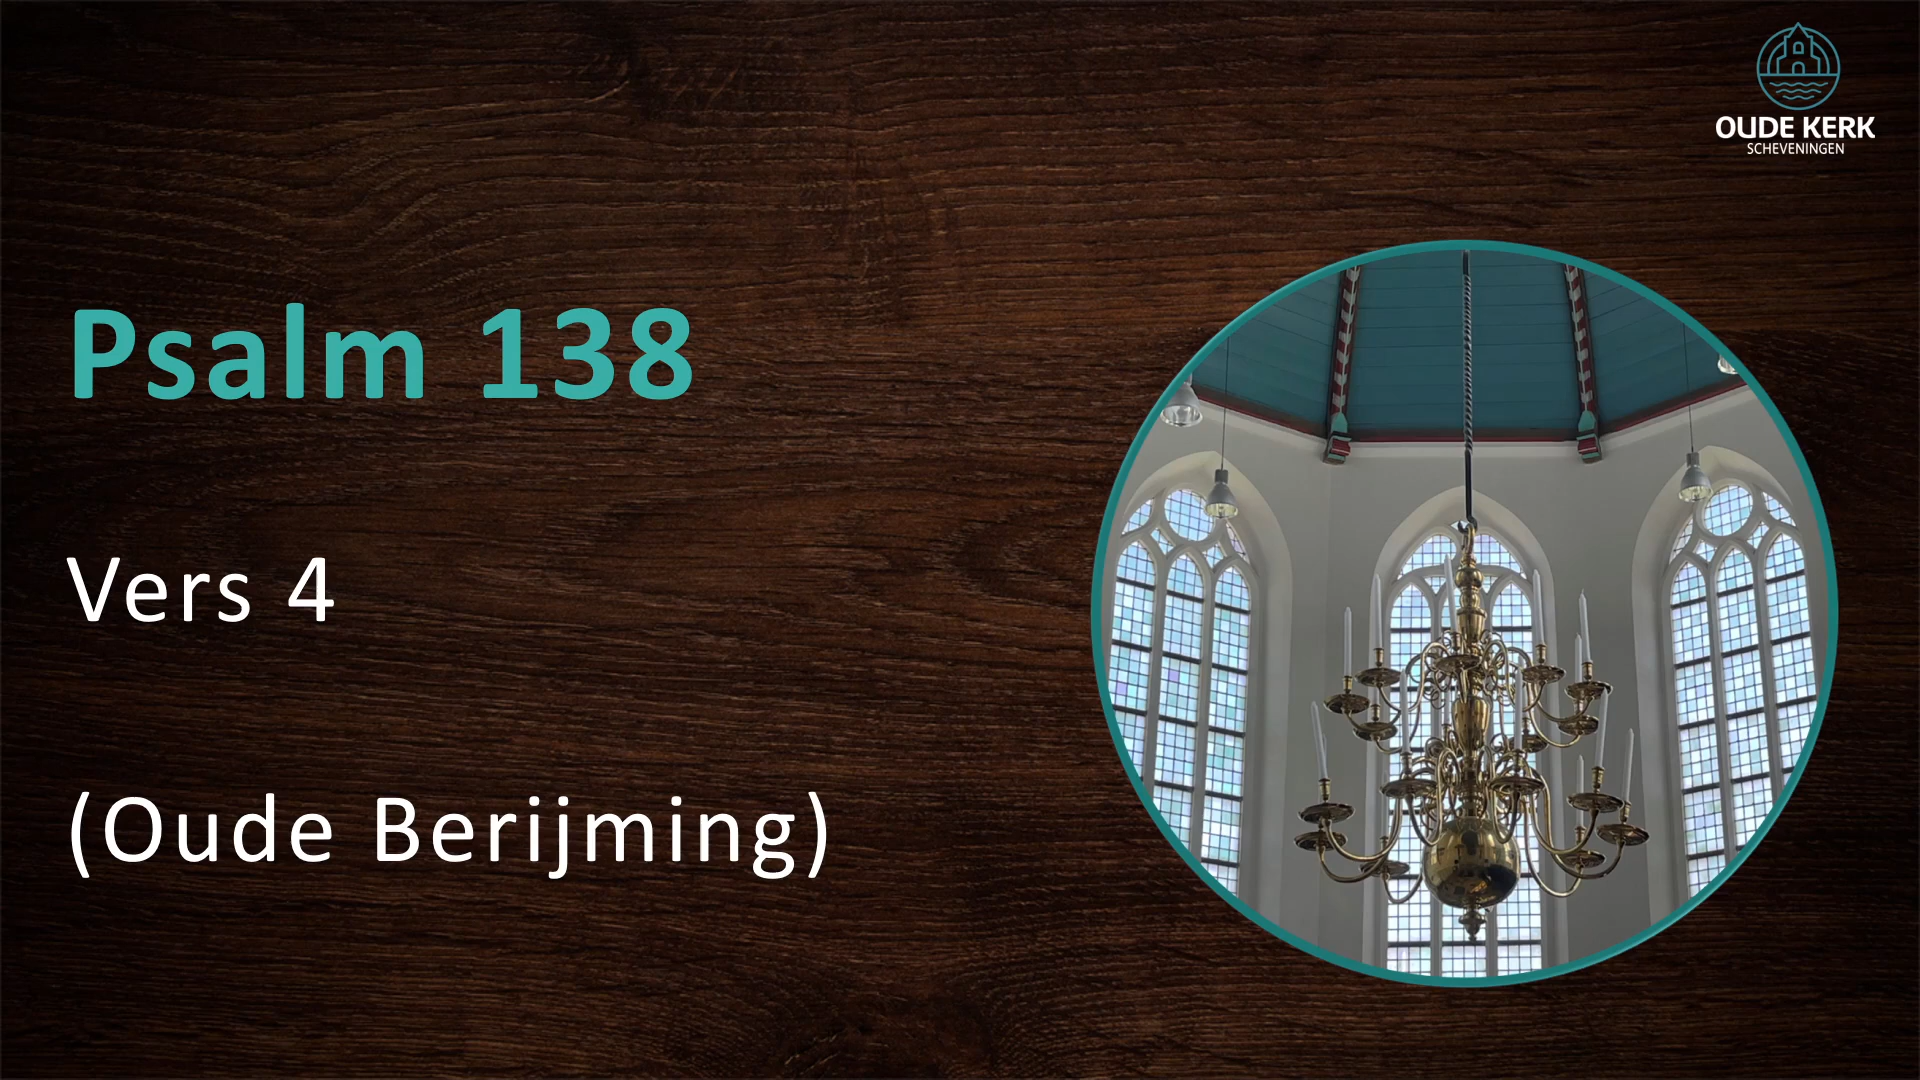 OUDE KERK
SCHEVENINGEN
Psalm 138
Vers 4
(Oude Berijming)